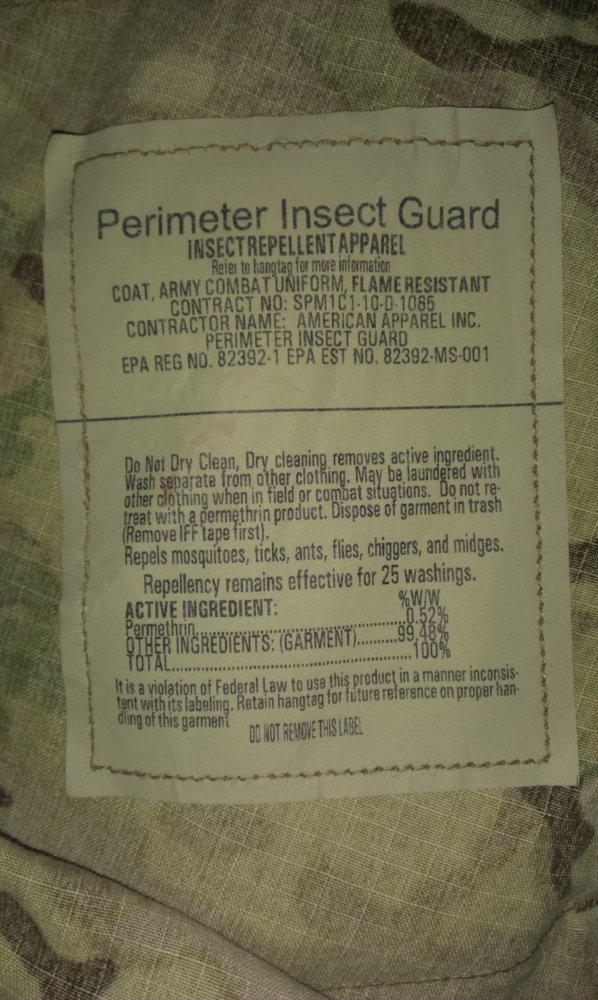 Perimeter Insect Guard
INSECT REPELLENT APPAREL
Refer to hangtag for more information
COAT, ARMY COMBAT UNIFORM, FLAME RESISTANT
CONTRACT NO: SPM1C1-10-D-1065
CONTRACTOR NAME: AMERICAN APPAREL INC.
PERIMETER INSECT GUARD
EPA REG NO. 82392-1 EPA EST NO. 82392-MS-001
Do Not Dry Clean, Dry cleaning removes active ingredient.
Wash separate from other clothing. May be laundered with
other clothing when in field or combat situations. Do not re-
treat with a permethrin product. Dispose of garment in trash
(Remove IFF tape first).
Repels mosquitoes, ticks, ants, flies, chiggers, and midges.
Repellency remains effective for 25 washings.
ACTIVE INGREDIENT: %W/W
Permethrin...............................0.52%
OTHER INGREDIENTS: (GARMENT).........99.48%
TOTAL.....................................100%
It is a violation of Federal Law to use this product in a manner inconsis-
tent with its labeling. Retain hangtag for future reference on proper han-
dling of this garment
DO NOT REMOVE THIS LABEL